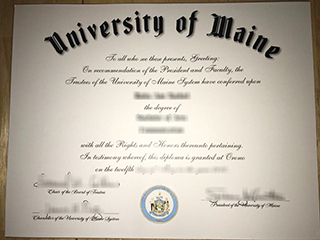 University of Maine
To all who see these presents, Greeting:
On recommendation of the President and Faculty, the
Trustees of the University of Maine System have conferred upon
the degree of
with all the Rights and Honors thereunto pertaining.
In testimony whereof, this diploma is granted at Orono
on the twelfth
Chair of the Board of Trustees
President of the University of Maine
Chancellor of the University of Maine System